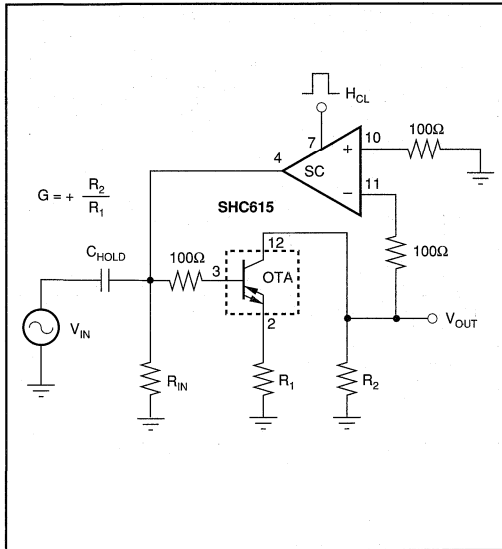 H_CL
7
10
100Ω
4
+
SC
11
−
G = + R₂
R₁
SHC615
100Ω
C_HOLD
100Ω
12
3
OTA
V_IN
2
V_OUT
R_IN
R₁
R₂